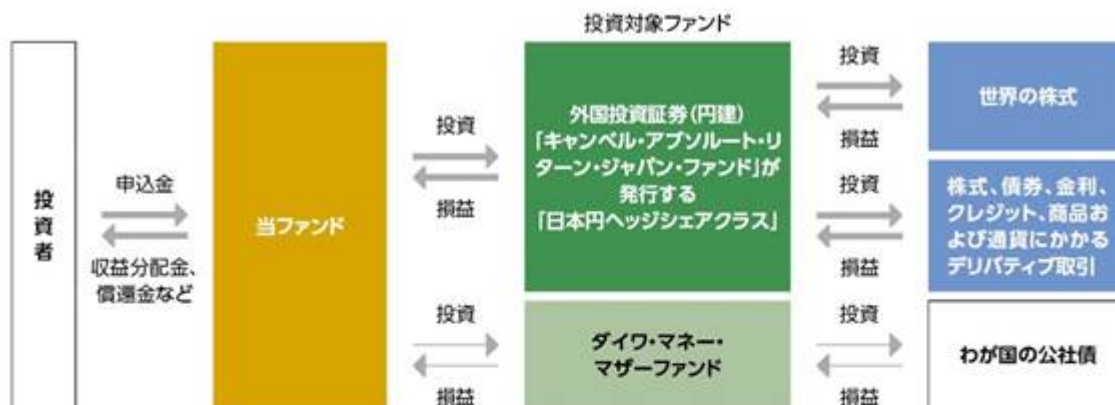 投資対象ファンド
投資者
申込金
収益分配金、
償還金など
当ファンド
投資
損益
外国投資証券(円建)
「キャンベル・アブソルート・リ
ターン・ジャパン・ファンド」が
発行する
「日本円ヘッジシェアクラス」
投資
損益
世界の株式
投資
損益
株式、債券、金利、
クレジット、商品お
よび通貨にかかる
デリバティブ取引
投資
損益
ダイワ・マネー・
マザーファンド
投資
損益
わが国の公社債